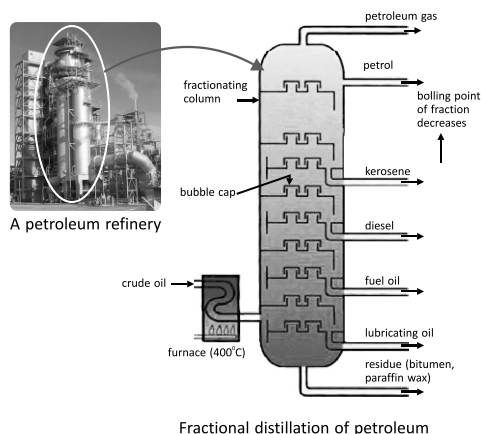 petroleum gas
petrol
fractionating
column
bolling point
of fraction
decreases
kerosene
bubble cap
A petroleum refinery
diesel
crude oil
fuel oil
lubricating oil
furnace (400°C)
residue (bitumen,
paraffin wax)
Fractional distillation of petroleum